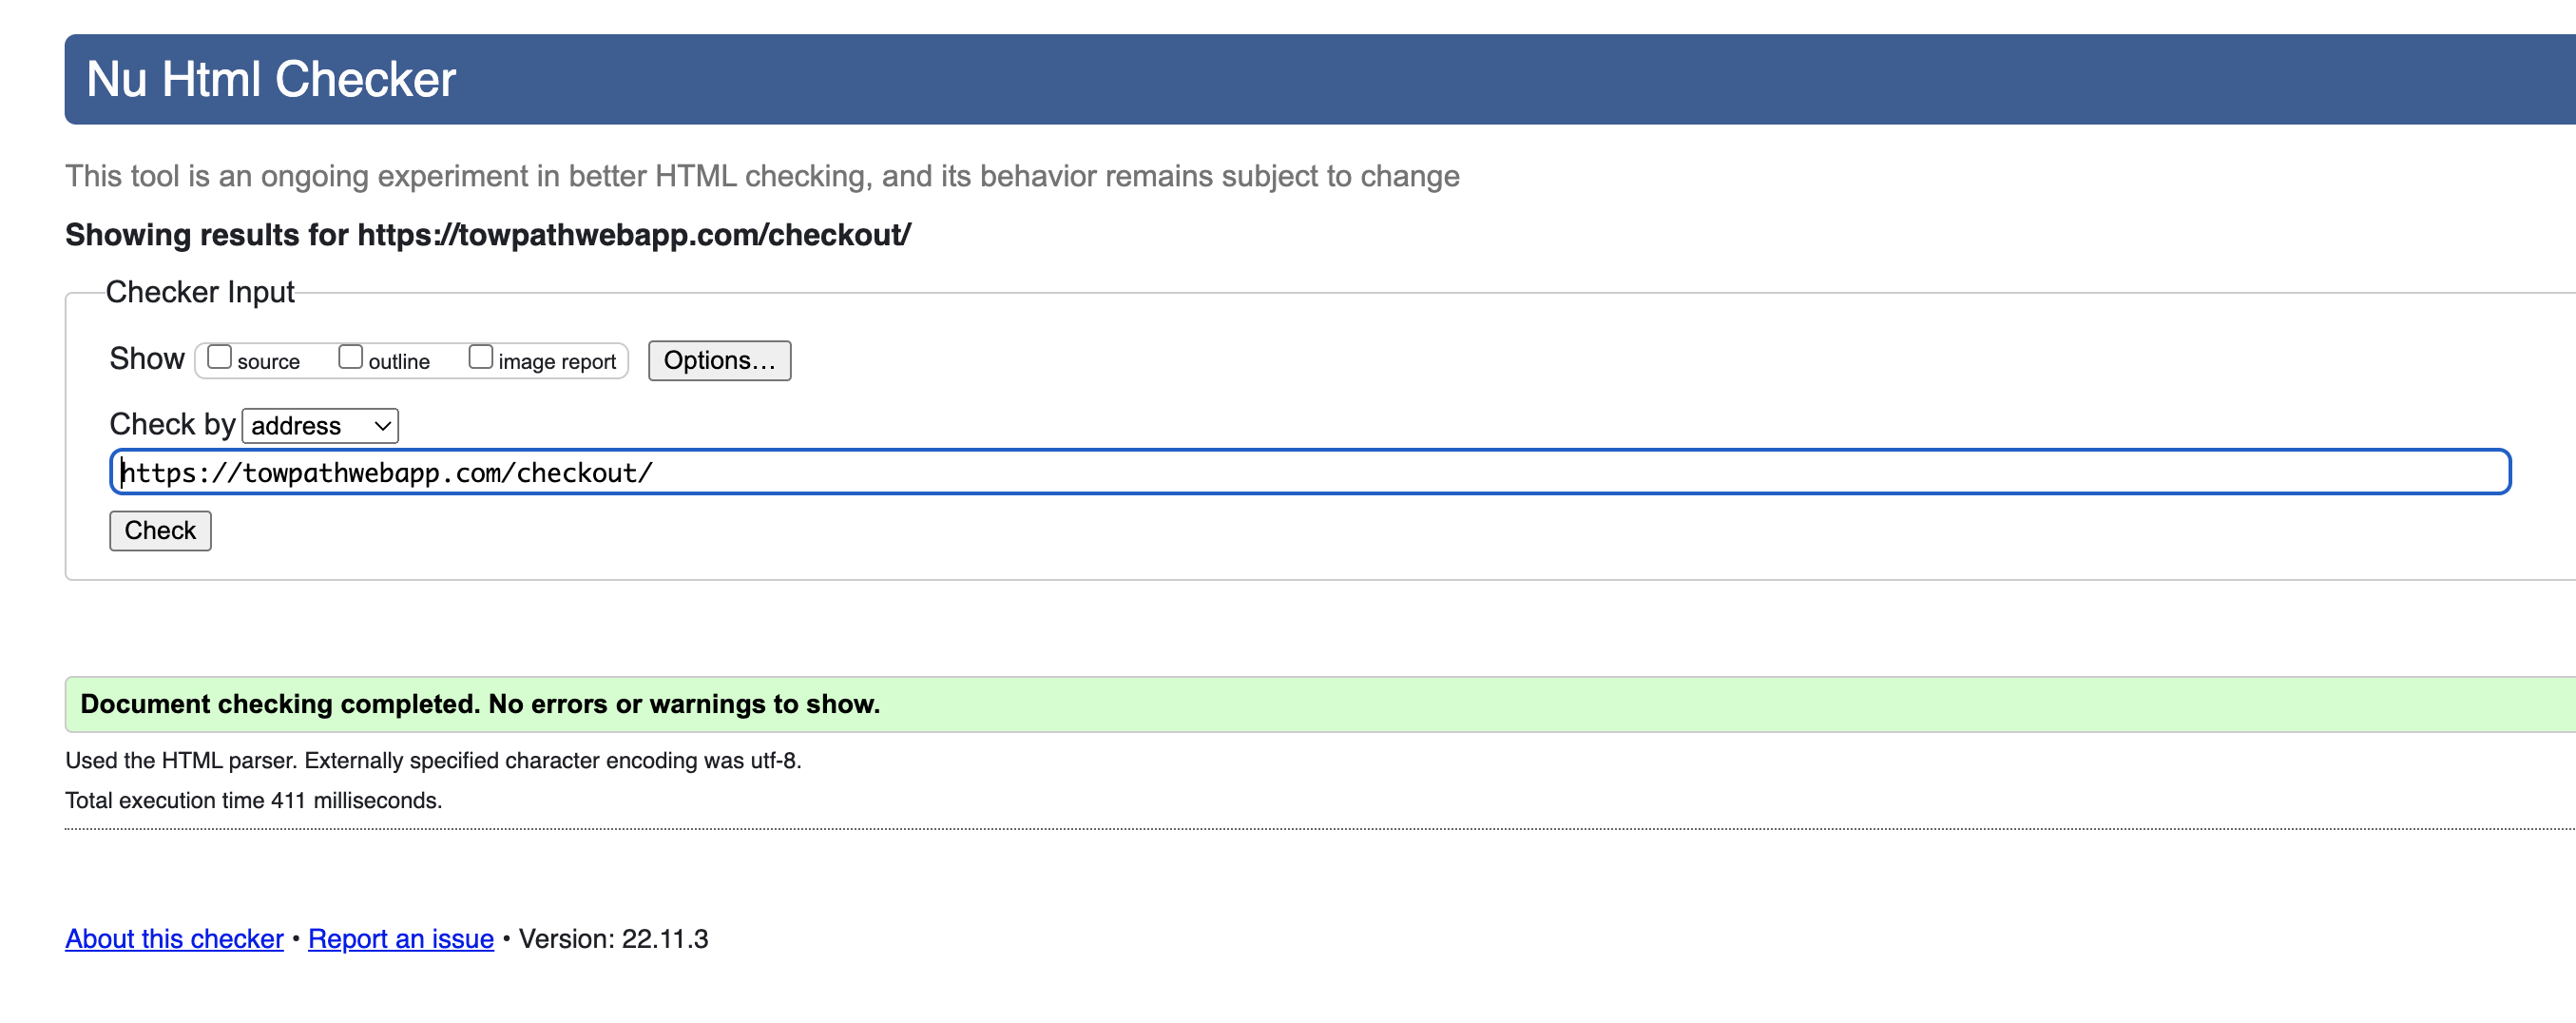 Nu Html Checker
This tool is an ongoing experiment in better HTML checking, and its behavior remains subject to change
Showing results for https://towpathwebapp.com/checkout/
Checker Input
Show source outline image report Options...
Check by address
https://towpathwebapp.com/checkout/
Check
Document checking completed. No errors or warnings to show.
Used the HTML parser. Externally specified character encoding was utf-8.
Total execution time 411 milliseconds.
About this checker • Report an issue • Version: 22.11.3